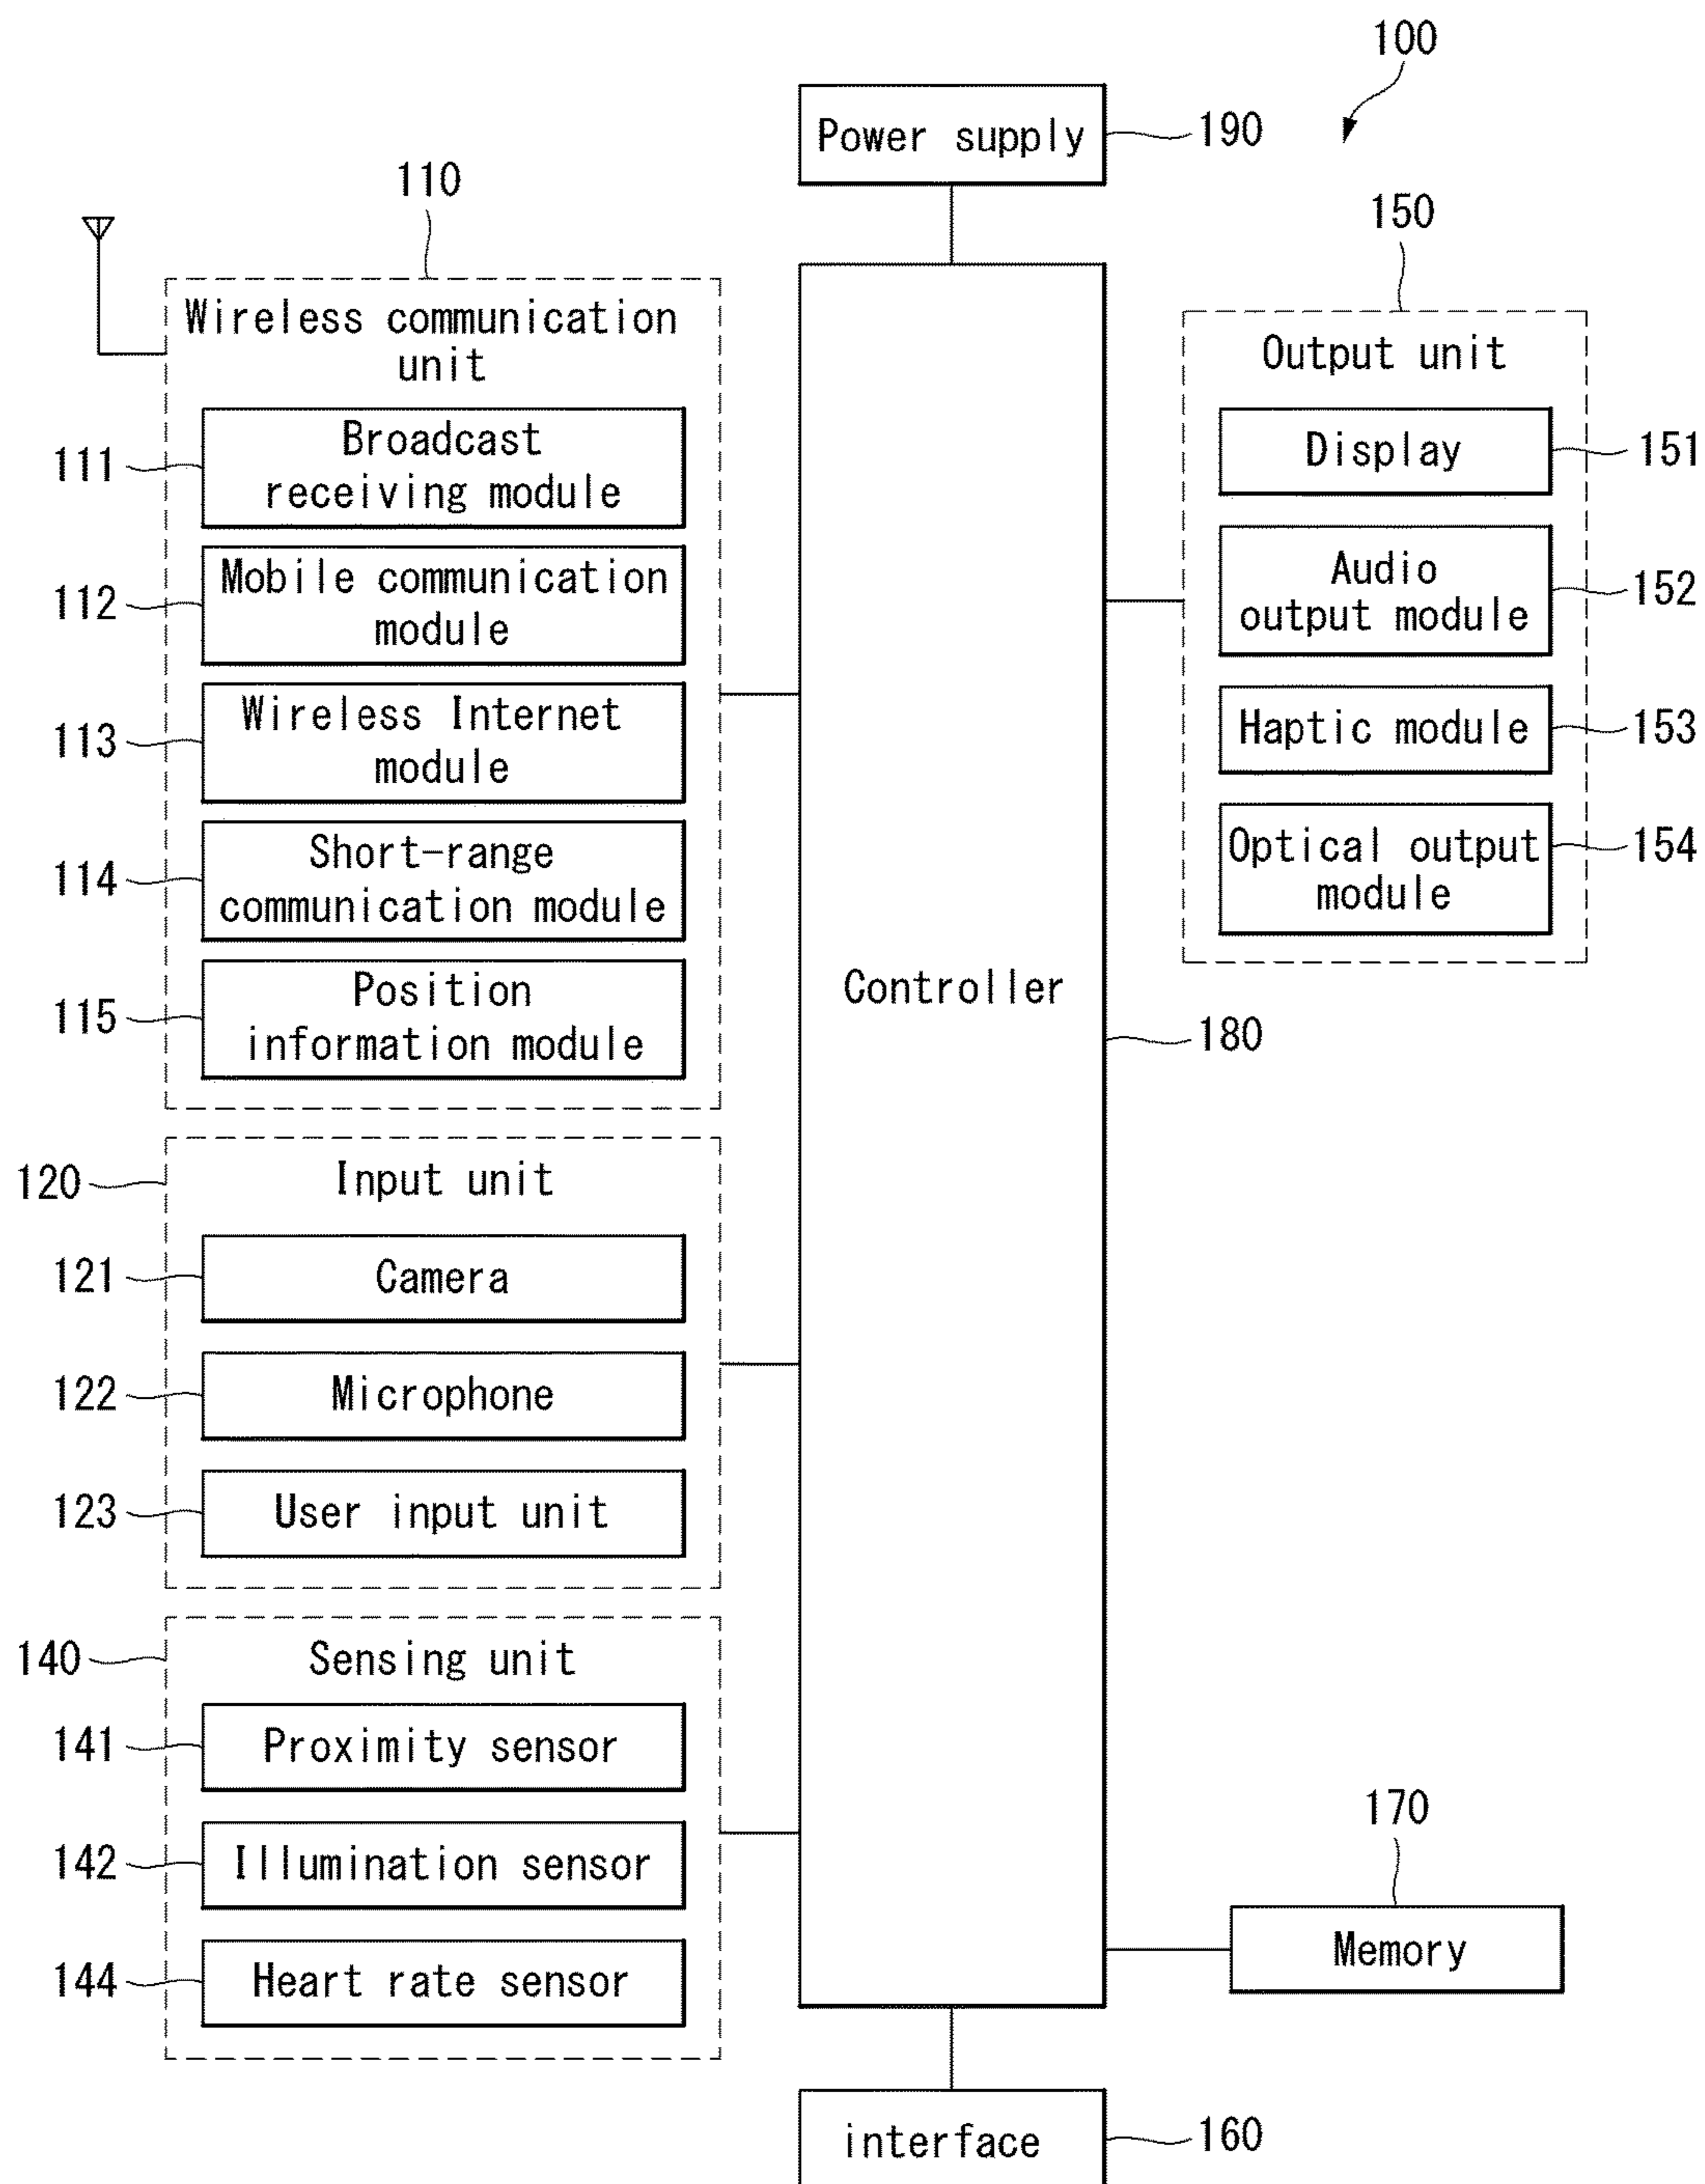 100
Power supply
190
110
150
Wireless communication
unit
Output unit
Broadcast
receiving module
111
Display
151
Mobile communication
module
112
Audio
output module
152
Wireless Internet
module
113
Haptic module
153
Short-range
communication module
114
Optical output
module
154
Position
information module
115
Controller
180
120
Input unit
121
Camera
122
Microphone
123
User input unit
140
Sensing unit
141
Proximity sensor
142
Illumination sensor
144
Heart rate sensor
170
Memory
interface
160